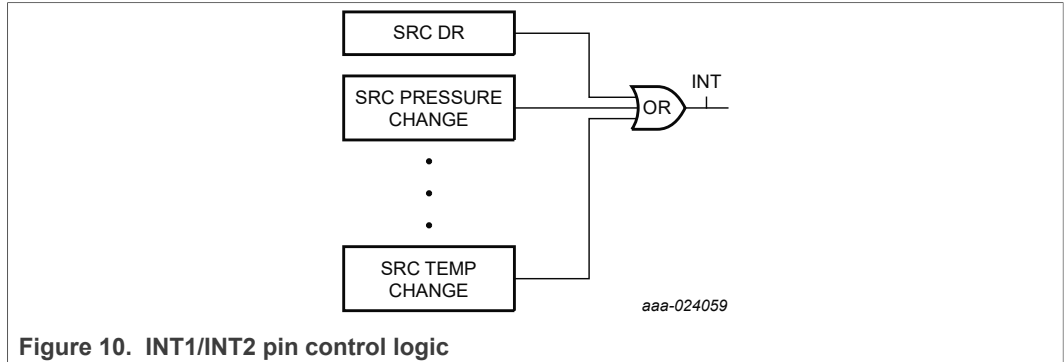 SRC DR
SRC PRESSURE
CHANGE
SRC TEMP
CHANGE
OR
INT
aaa-024059
Figure 10. INT1/INT2 pin control logic